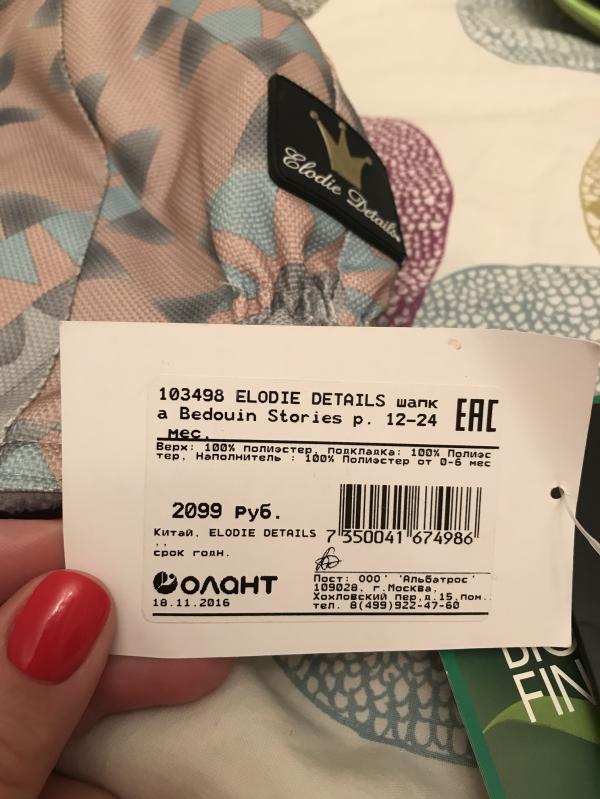 Elodie Details
103498 ELODIE DETAILS шапк
а Bedouin Stories р. 12-24
мес.
EAC
Верх: 100% полиэстер, подкладка: 100% Полиэс
тер, Наполнитель : 100% Полиэстер от 0-6 мес
2099 Руб.
Китай. ELODIE DETAILS
. .
срок годн.
7 350041 674986
ОЛАНТ
18.11.2016
Пост: ООО' 'Альбатрос'
109028, г.Москва,
Хохловский пер,д.15,пом.
тел. 8(499)922-47-60
FIN